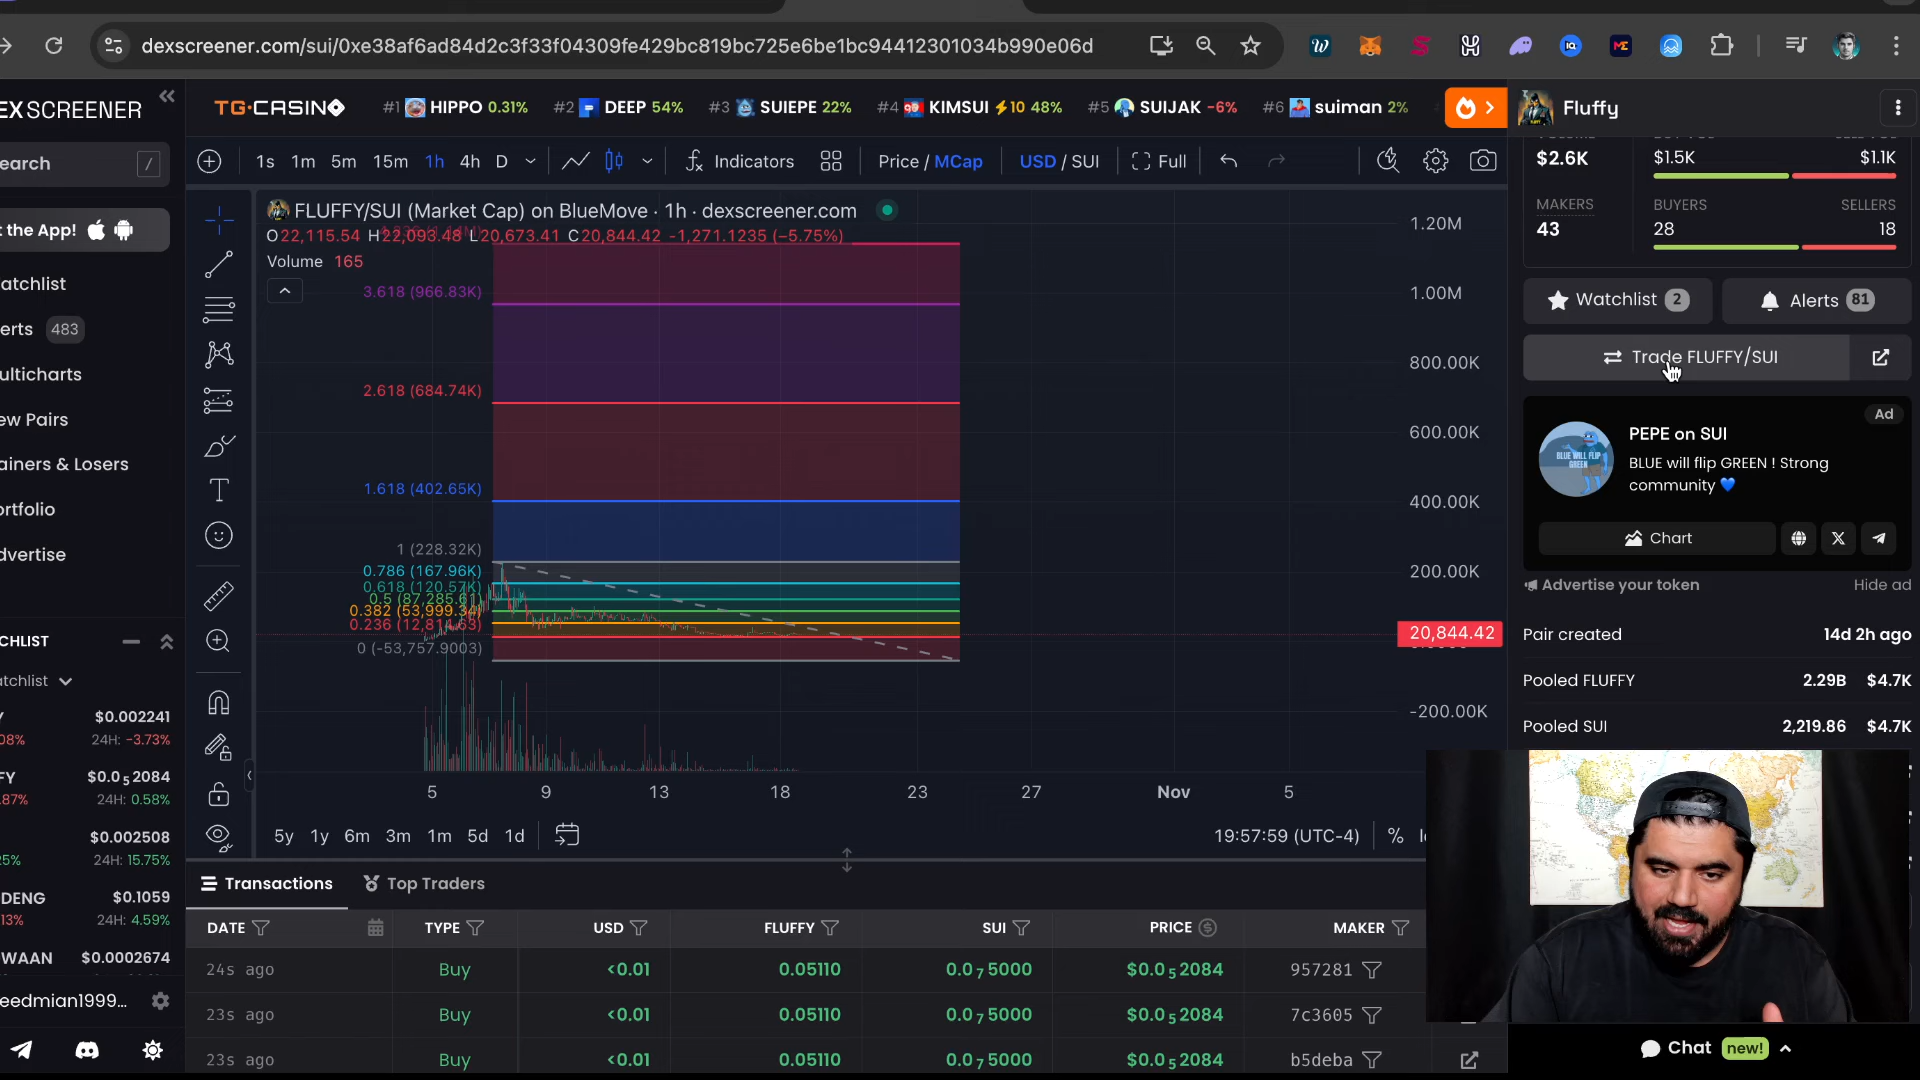 dexscreener.com/sui/0xe38af6ad84d2c3f33f04309fe429bc819bc725e6be1bc94412301034b990e06d
EXSCREENER
TG·CASINO
#1 HIPPO 0.31%
#2 DEEP 54%
#3 SUIEPE 22%
#4 KIMSUI ⚡10 48%
#5 SUIJAK -6%
#6 suiman 2%
Fluffy
earch /
1s 1m 5m 15m 1h 4h D
Indicators
Price / MCap
USD / SUI
Full
t the App!
atchlist
erts 483
ulticharts
ew Pairs
ainers & Losers
ortfolio
dvertise
TCHLIST
atchlist
Y $0.002241
08% 24H: -3.73%
FY $0.0₅2084
.87% 24H: 0.58%
$0.002508
25% 24H: 15.75%
DENG $0.1059
13% 24H: 4.59%
WAAN $0.0002674
eedmian1999...
FLUFFY/SUI (Market Cap) on BlueMove · 1h · dexscreener.com
O22,115.54 H22,093.48 L20,673.41 C20,844.42 -1,271.1235 (−5.75%)
Volume 165
3.618 (966.83K)
2.618 (684.74K)
1.618 (402.65K)
1 (228.32K)
0.786 (167.96K)
0.618 (120.57K)
0.5 (87,285.61)
0.382 (53,999.34)
0.236 (12,814.63)
0 (-53,757.9003)
1.20M
1.00M
800.00K
600.00K
400.00K
200.00K
20,844.42
-200.00K
5 9 13 18 23 27 Nov 5
5y 1y 6m 3m 1m 5d 1d
19:57:59 (UTC-4) %
Transactions
Top Traders
DATE TYPE USD FLUFFY SUI PRICE MAKER
24s ago Buy <0.01 0.05110 0.0₇5000 $0.0₅2084 957281
23s ago Buy <0.01 0.05110 0.0₇5000 $0.0₅2084 7c3605
23s ago Buy <0.01 0.05110 0.0₇5000 $0.0₅2084 b5deba
$2.6K
$1.5K $1.1K
MAKERS
43
BUYERS SELLERS
28 18
Watchlist 2
Alerts 81
Trade FLUFFY/SUI
Ad
PEPE on SUI
BLUE will flip GREEN ! Strong
community 💙
BLUE WILL FLIP
GREEN
Chart
Advertise your token
Hide ad
Pair created 14d 2h ago
Pooled FLUFFY 2.29B $4.7K
Pooled SUI 2,219.86 $4.7K
Chat new!